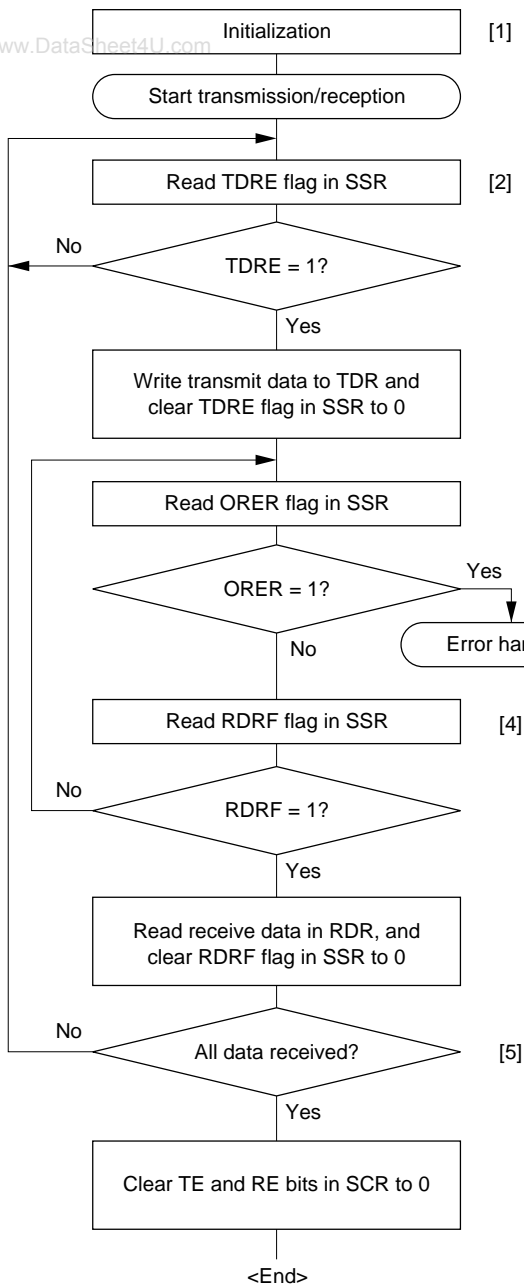 www.DataSheet4U.com
Initialization
[1]
Start transmission/reception
Read TDRE flag in SSR
[2]
No
TDRE = 1?
Yes
Write transmit data to TDR and
clear TDRE flag in SSR to 0
Read ORER flag in SSR
ORER = 1?
Yes
No
Error
Read RDRF flag in SSR
[4]
No
RDRF = 1?
Yes
Read receive data in RDR, and
clear RDRF flag in SSR to 0
No
All data received?
[5]
Yes
Clear TE and RE bits in SCR to 0
<End>